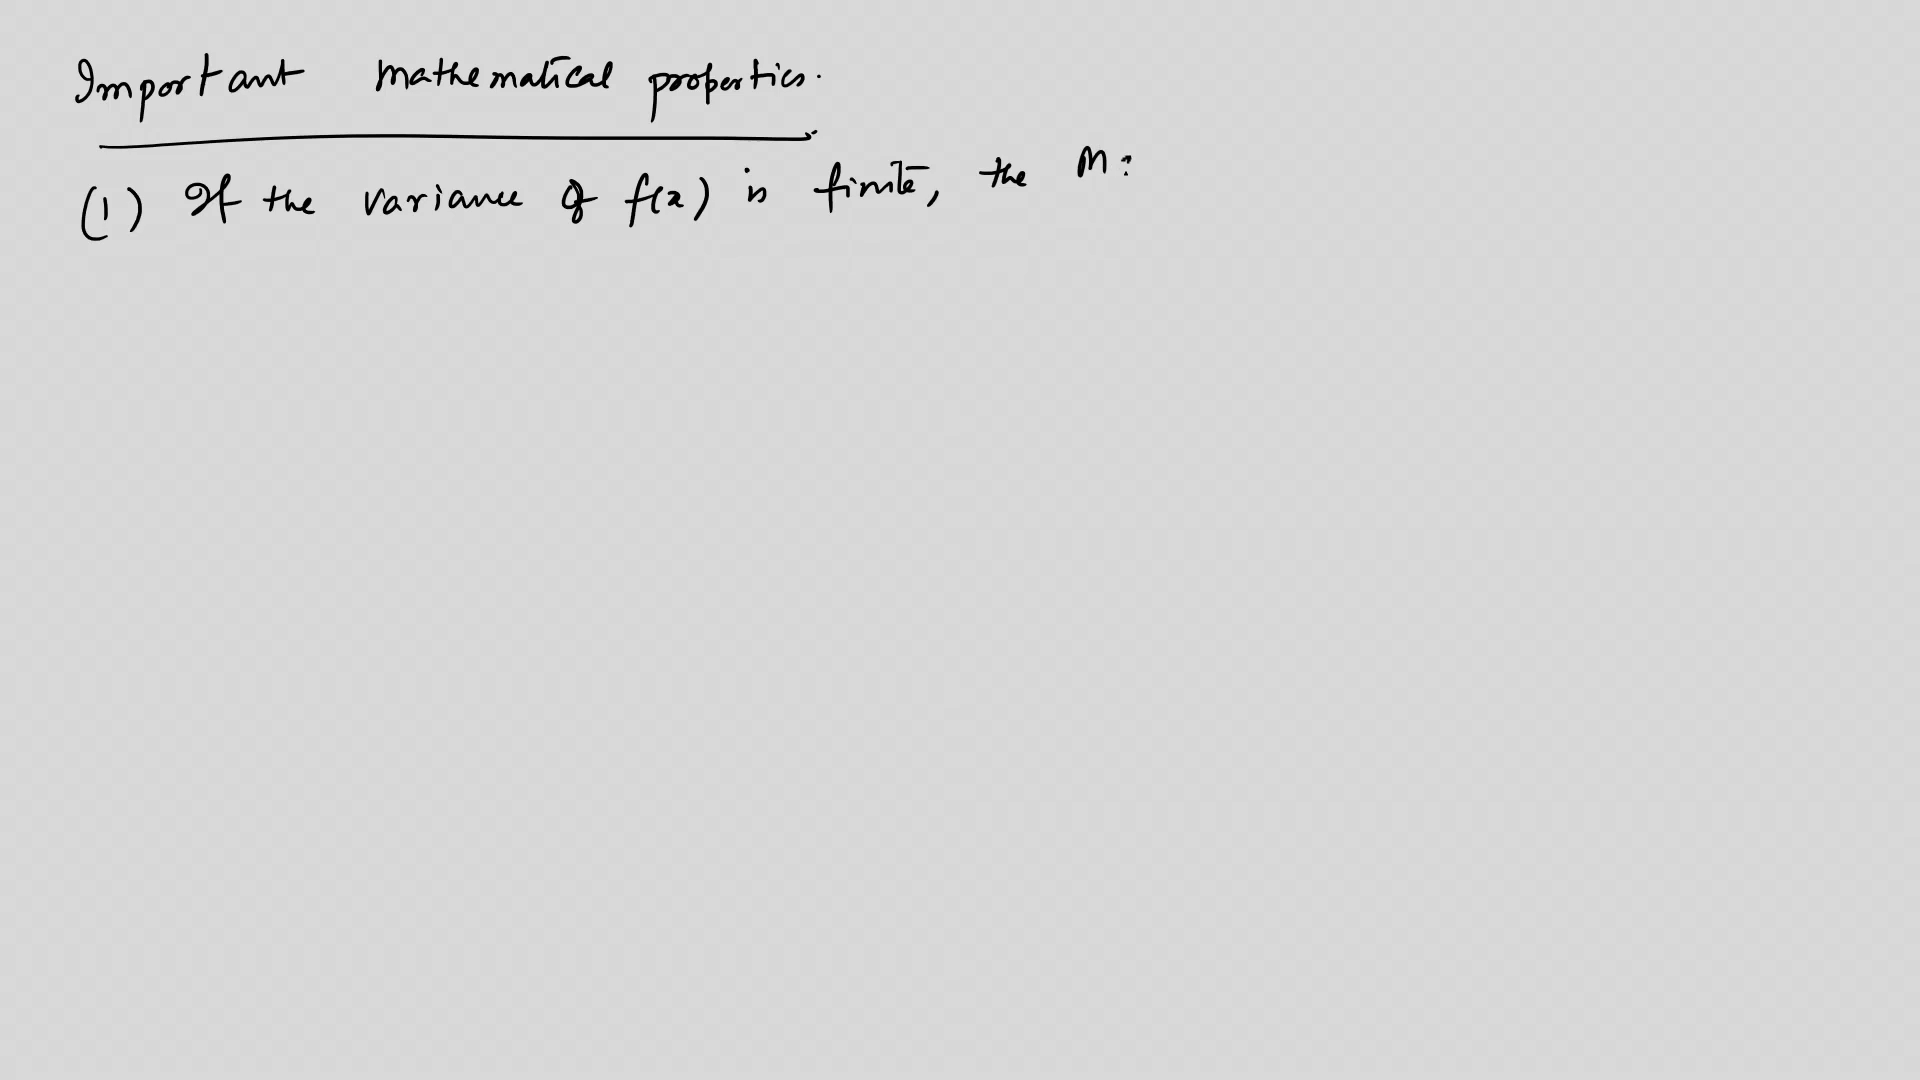 Important mathematical properties.
(1) If the variance of f(x) is finite, the M